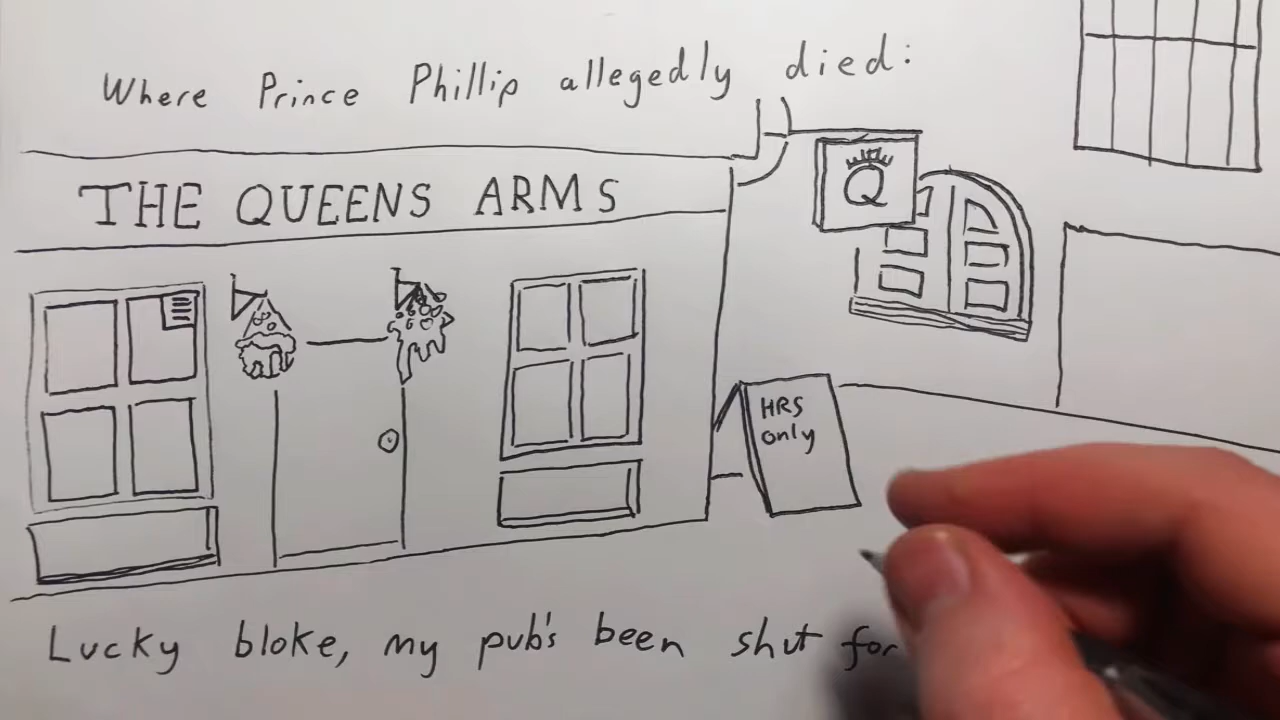 Where Prince Phillip allegedly died:
THE QUEENS ARMS
Q
HRS
only
Lucky bloke, my pub's been shut for